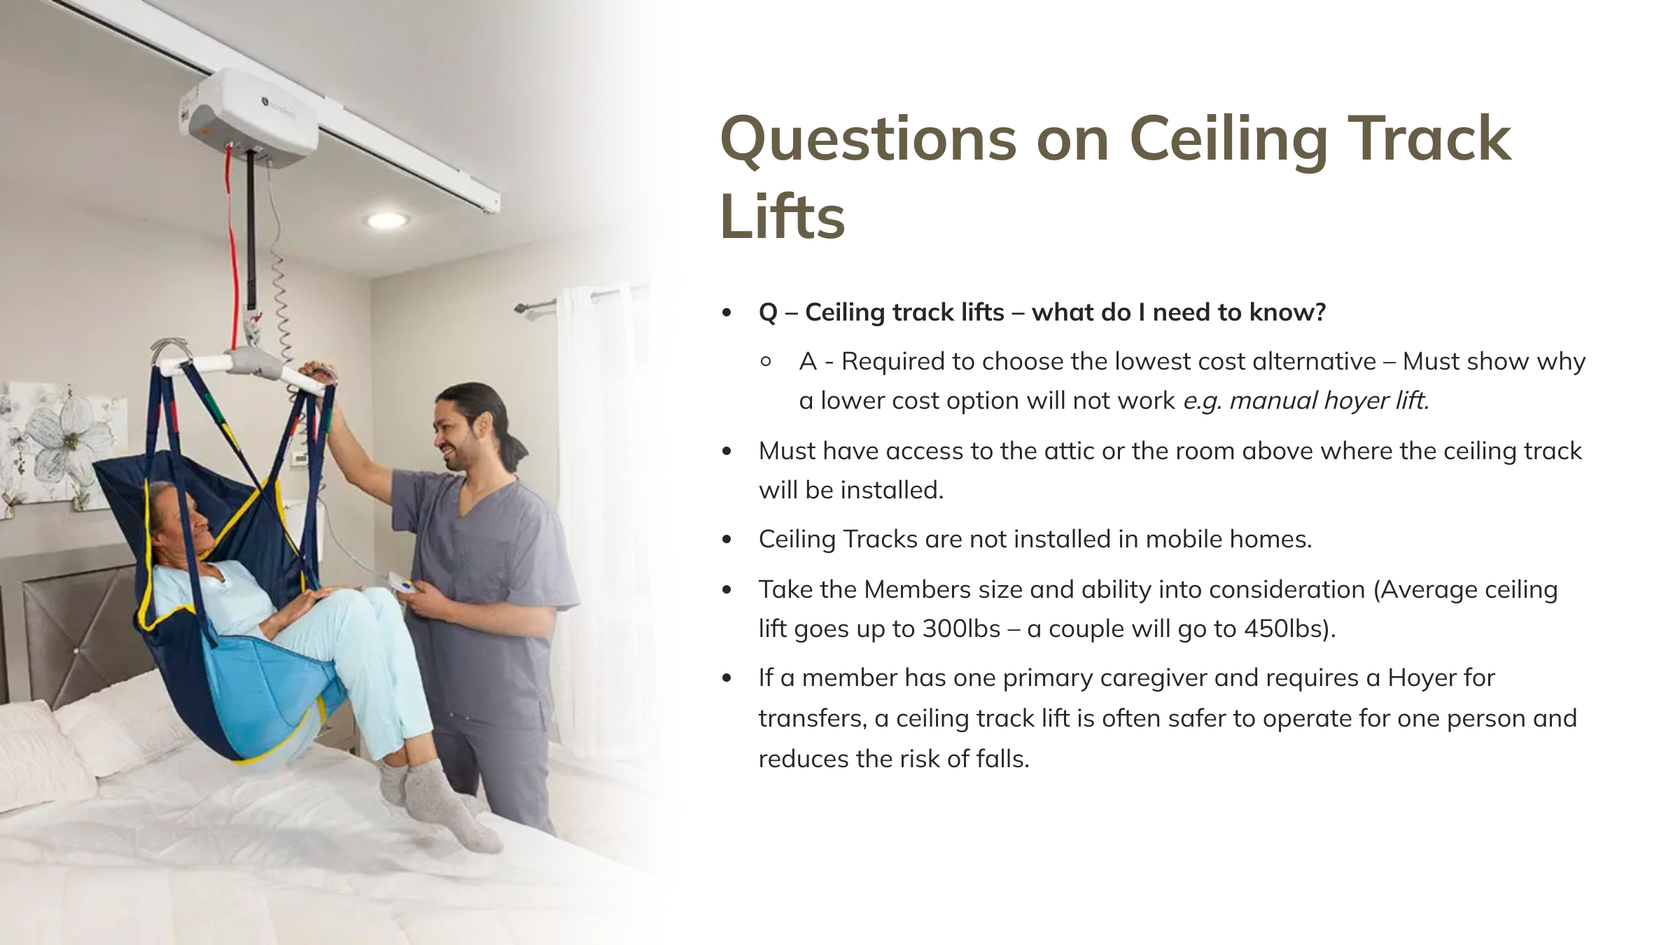 Questions on Ceiling Track
Lifts
• Q – Ceiling track lifts – what do I need to know?
○ A - Required to choose the lowest cost alternative – Must show why
a lower cost option will not work e.g. manual hoyer lift.
• Must have access to the attic or the room above where the ceiling track
will be installed.
• Ceiling Tracks are not installed in mobile homes.
• Take the Members size and ability into consideration (Average ceiling
lift goes up to 300lbs – a couple will go to 450lbs).
• If a member has one primary caregiver and requires a Hoyer for
transfers, a ceiling track lift is often safer to operate for one person and
reduces the risk of falls.